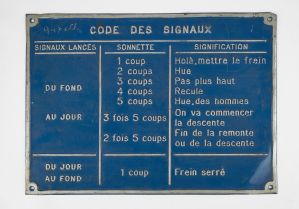 CODE DES SIGNAUX
SIGNAUX LANCÉS SONNETTE SIGNIFICATION
1 coup Holà, mettre le frein
2 coups Hue
3 coups Pas plus haut
DU FOND 4 coups Recule
5 coups Hue, des hommes
AU JOUR 3 fois 5 coups On va commencer
la descente
2 fois 5 coups Fin de la remonte
ou de la descente
DU JOUR
AU FOND 1 coup Frein serré